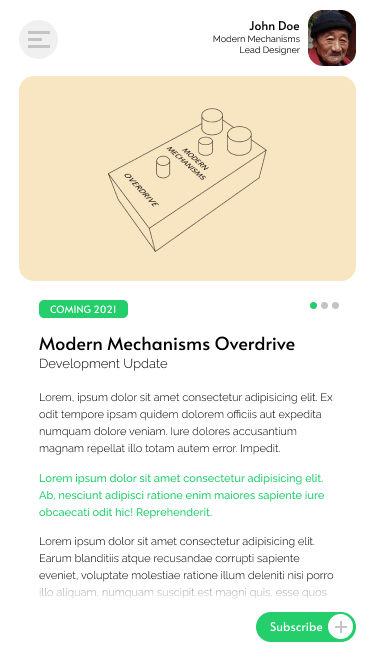 John Doe
Modern Mechanisms
Lead Designer
OVERDRIVE
MODERN
MECHANISMS
COMING 2021
Modern Mechanisms Overdrive
Development Update
Lorem, ipsum dolor sit amet consectetur adipisicing elit. Ex
odit tempore ipsam quidem dolorem officiis aut expedita
numquam dolore veniam. Iure dolores accusantium
magnam repellat illo totam autem error. Impedit.
Lorem ipsum dolor sit amet consectetur adipisicing elit.
Ab, nesciunt adipisci ratione enim maiores sapiente iure
obcaecati odit hic! Reprehenderit.
Lorem ipsum dolor sit amet consectetur adipisicing elit.
Earum blanditiis atque recusandae corrupti sapiente
eveniet, voluptate molestiae ratione illum deleniti nisi porro
illo aliquam, numquam suscipit est magni quis, esse quos
Subscribe